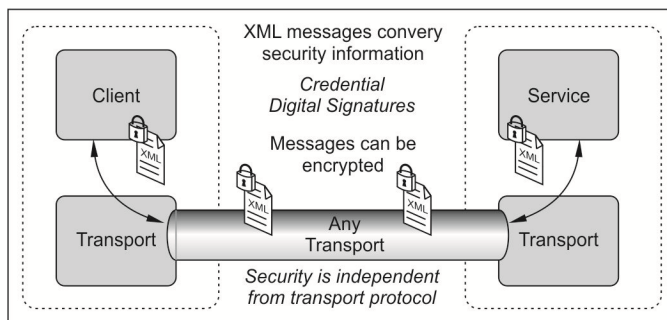 XML messages convery
security information
Credential
Digital Signatures
Messages can be
encrypted
Client
XML
Service
XML
XML
XML
Transport
Any
Transport
Transport
Security is independent
from transport protocol